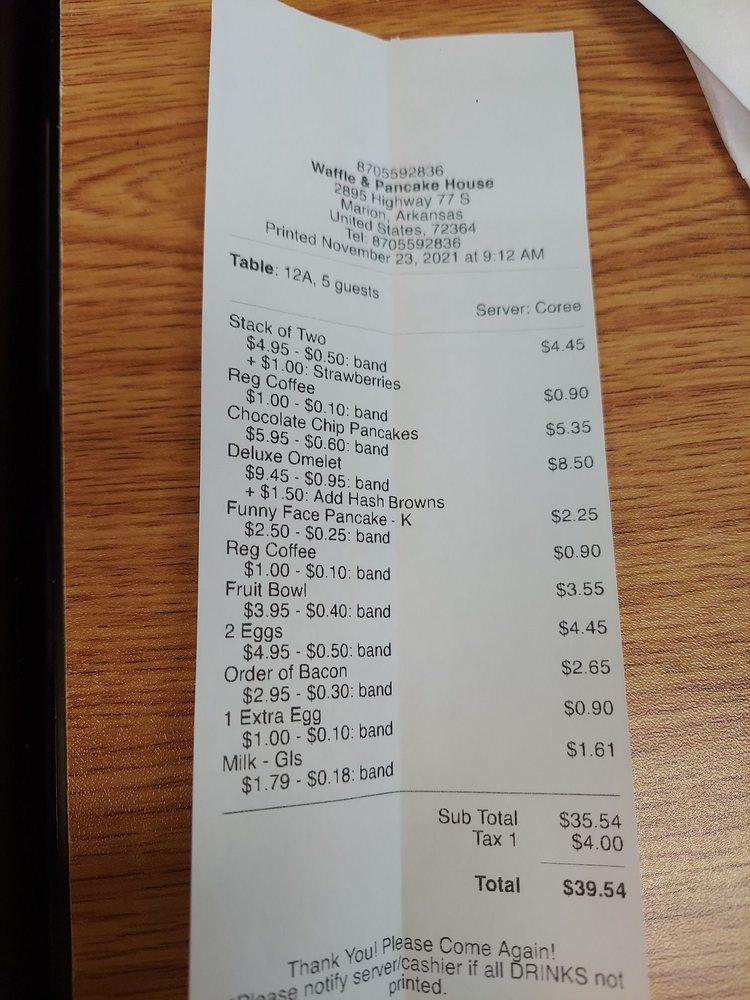 8705592836
Waffle & Pancake House
2895 Highway 77 S
Marion, Arkansas
United States, 72364
Tel: 8705592836
Printed November 23, 2021 at 9:12 AM
Table: 12A, 5 guests
Server: Coree
Stack of Two $4.45
$4.95 - $0.50: band
+ $1.00: Strawberries
Reg Coffee $0.90
$1.00 - $0.10: band
Chocolate Chip Pancakes $5.35
$5.95 - $0.60: band
Deluxe Omelet $8.50
$9.45 - $0.95: band
+ $1.50: Add Hash Browns
Funny Face Pancake - K $2.25
$2.50 - $0.25: band
Reg Coffee $0.90
$1.00 - $0.10: band
Fruit Bowl $3.55
$3.95 - $0.40: band
2 Eggs $4.45
$4.95 - $0.50: band
Order of Bacon $2.65
$2.95 - $0.30: band
1 Extra Egg $0.90
$1.00 - $0.10: band
Milk - Gls $1.61
$1.79 - $0.18: band
Sub Total $35.54
Tax 1 $4.00
Total $39.54
Thank You! Please Come Again!
Please notify server/cashier if all DRINKS not
printed.